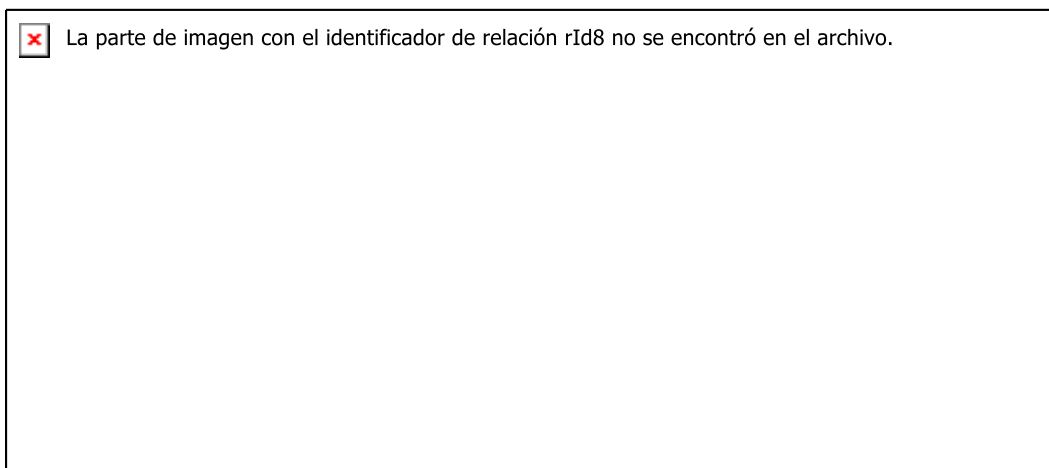 La parte de imagen con el identificador de relación rId8 no se encontró en el archivo.